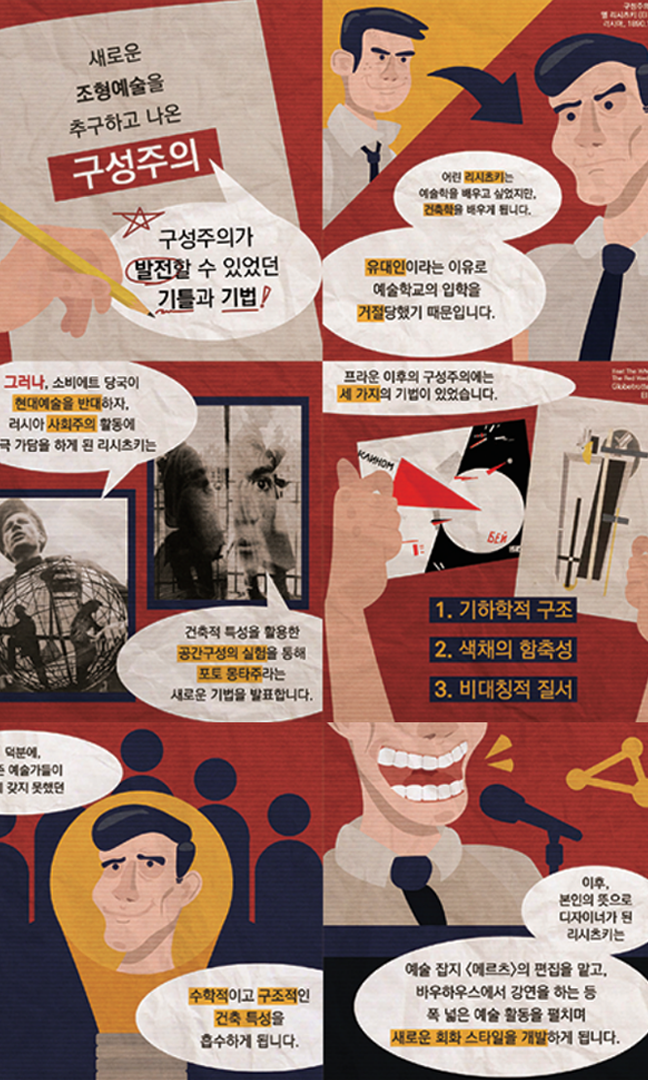 새로운
조형예술을
추구하고 나온
구성주의
구성주의가
발전할 수 있었던
기틀과 기법!
구성주의
엘 리시츠키 (El
러시아, 1890.
어린 리시츠키는
예술학을 배우고 싶었지만,
건축학을 배우게 됩니다.
유대인이라는 이유로
예술학교의 입학을
거절당했기 때문입니다.
그러나, 소비에트 당국이
현대예술을 반대하자,
러시아 사회주의 활동에
극 가담을 하게 된 리시츠키는
건축적 특성을 활용한
공간구성의 실험을 통해
포토 몽타주라는
새로운 기법을 발표합니다.
프라운 이후의 구성주의에는
세 가지의 기법이 있었습니다.
The Red We
Globetrotte
El
КЛИНОМ
БЕЙ
1. 기하학적 구조
2. 색채의 함축성
3. 비대칭적 질서
덕분에,
존 예술가들이
갖지 못했던
수학적이고 구조적인
건축 특성을
흡수하게 됩니다.
이후,
본인의 뜻으로
디자이너가 된
리시츠키는
예술 잡지 <메르츠>의 편집을 맡고,
바우하우스에서 강연을 하는 등
폭 넓은 예술 활동을 펼치며
새로운 회화 스타일을 개발하게 됩니다.